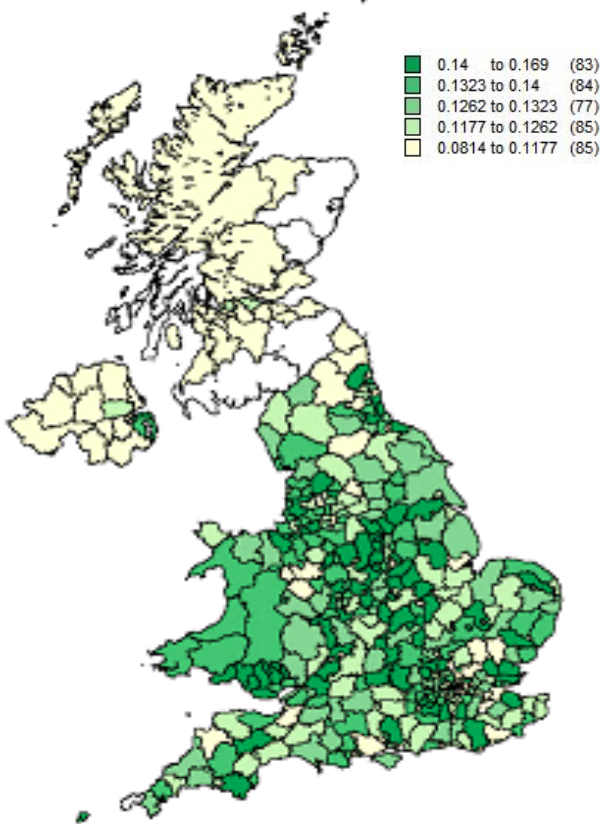 0.14 to 0.169 (83)
0.1323 to 0.14 (84)
0.1262 to 0.1323 (77)
0.1177 to 0.1262 (85)
0.0814 to 0.1177 (85)